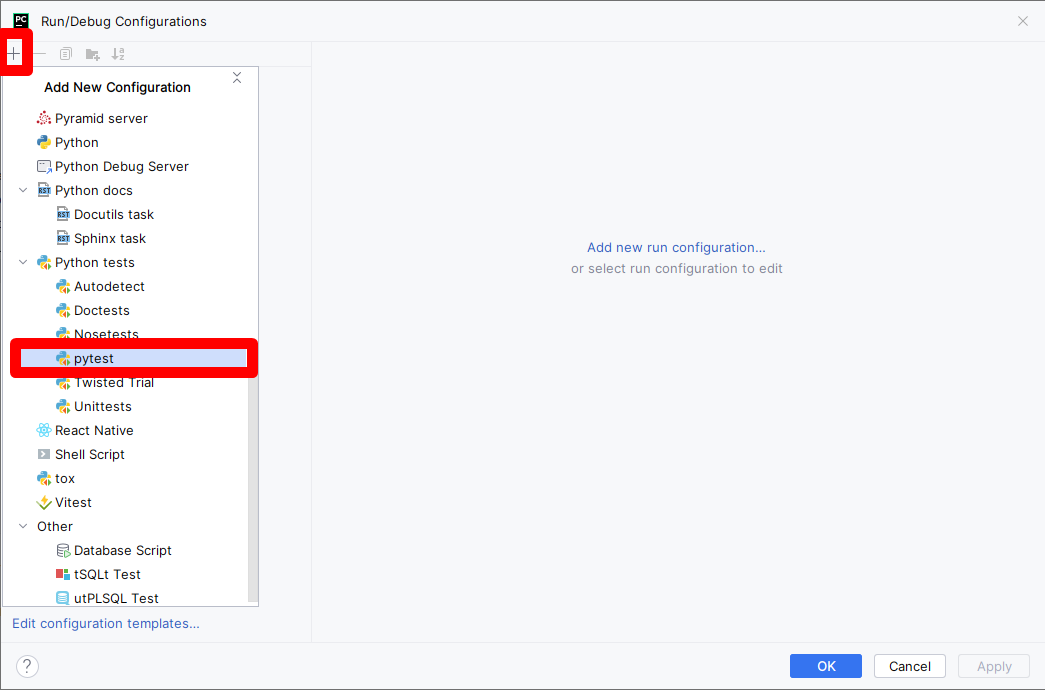 PC Run/Debug Configurations
Add New Configuration
Pyramid server
Python
Python Debug Server
RST Python docs
RST Docutils task
RST Sphinx task
Python tests
Autodetect
Doctests
Nosetests
pytest
Twisted Trial
Unittests
React Native
Shell Script
tox
Vitest
Other
Database Script
tSQLt Test
utPLSQL Test
Edit configuration templates...
Add new run configuration...
or select run configuration to edit
?
OK Cancel Apply